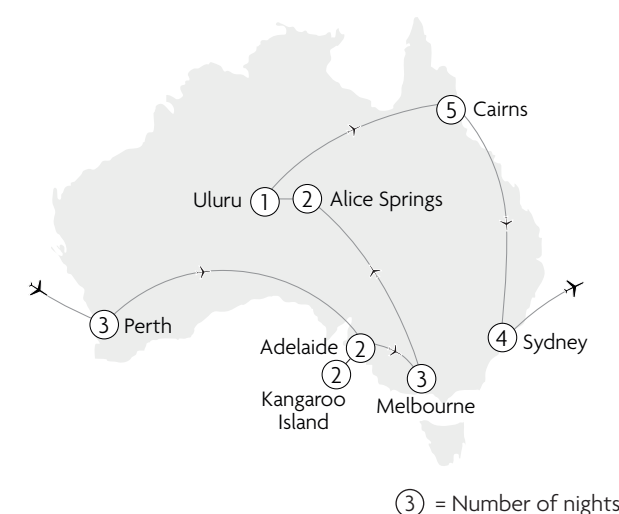 5 Cairns
Uluru 1 2 Alice Springs
3 Perth
Adelaide 2
4 Sydney
2
3
Kangaroo
Island
Melbourne
3 = Number of nights